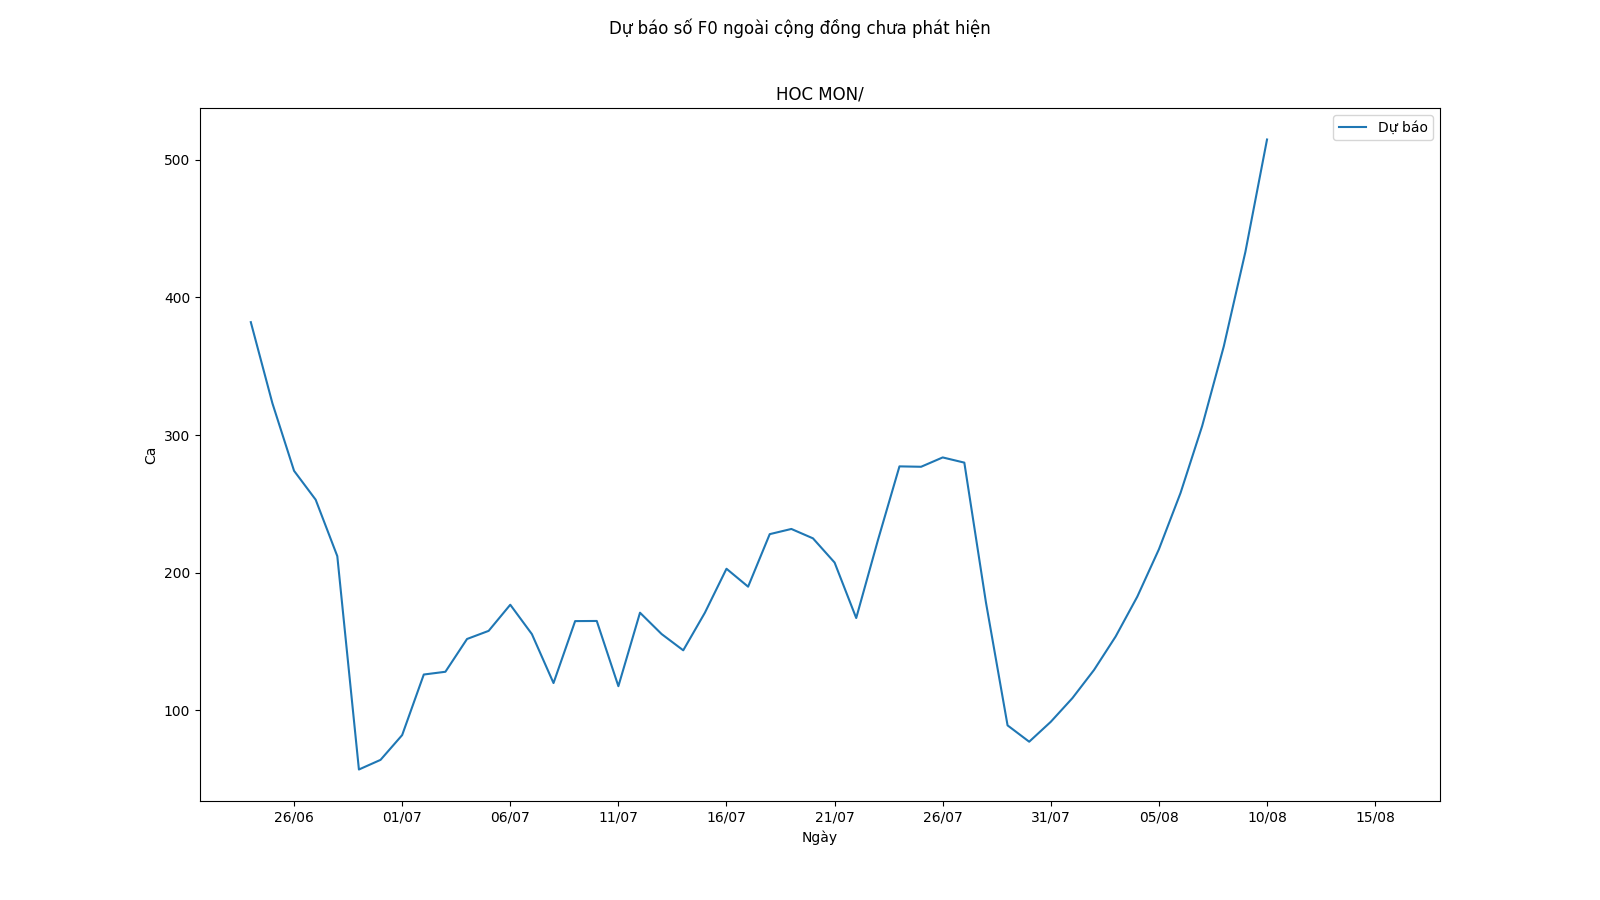 Dự báo số F0 ngoài cộng đồng chưa phát hiện
HOC MON/
Dự báo
500
400
300
200
100
Ca
26/06 01/07 06/07 11/07 16/07 21/07 26/07 31/07 05/08 10/08 15/08
Ngày